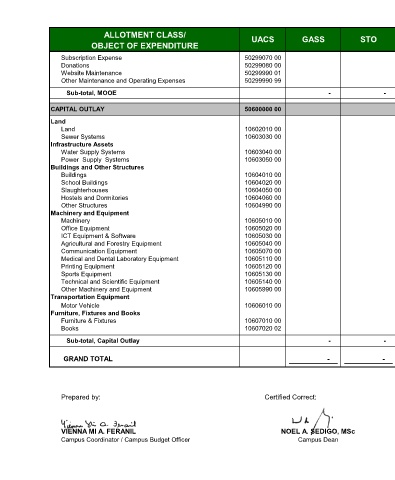 ALLOTMENT CLASS/
OBJECT OF EXPENDITURE UACS GASS STO
Subscription Expense 50299070 00
Donations 50299080 00
Website Maintenance 50299990 01
Other Maintenance and Operating Expenses 50299990 99
Sub-total, MOOE - -
CAPITAL OUTLAY 50600000 00
Land
Land 10602010 00
Sewer Systems 10603030 00
Infrastructure Assets
Water Supply Systems 10603040 00
Power Supply Systems 10603050 00
Buildings and Other Structures
Buildings 10604010 00
School Buildings 10604020 00
Slaughterhouses 10604050 00
Hostels and Dormitories 10604060 00
Other Structures 10604990 00
Machinery and Equipment
Machinery 10605010 00
Office Equipment 10605020 00
ICT Equipment & Software 10605030 00
Agricultural and Forestry Equipment 10605040 00
Communication Equipment 10605070 00
Medical and Dental Laboratory Equipment 10605110 00
Printing Equipment 10605120 00
Sports Equipment 10605130 00
Technical and Scientific Equipment 10605140 00
Other Machinery and Equipment 10605990 00
Transportation Equipment
Motor Vehicle 10606010 00
Furniture, Fixtures and Books
Furniture & Fixtures 10607010 00
Books 10607020 02
Sub-total, Capital Outlay - -
GRAND TOTAL - -
Prepared by: Certified Correct:
Vienna Mi A. Feranil
VIENNA MI A. FERANIL NOEL A. SEDIGO, MSc
Campus Coordinator / Campus Budget Officer Campus Dean